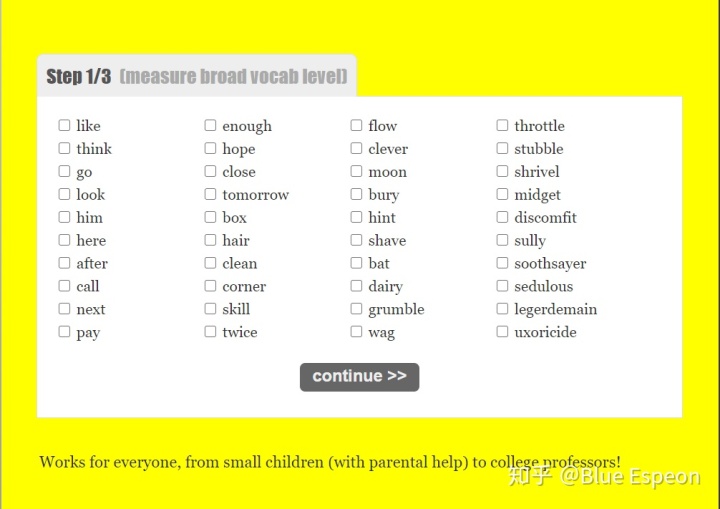 Step 1/3 (measure broad vocab level)
like enough flow throttle
think hope clever stubble
go close moon shrivel
look tomorrow bury midget
him box hint discomfit
here hair shave sully
after clean bat soothsayer
call corner dairy sedulous
next skill grumble legerdemain
pay twice wag uxoricide
continue >>
Works for everyone, from small children (with parental help) to college professors!
知乎 @Blue Espeon